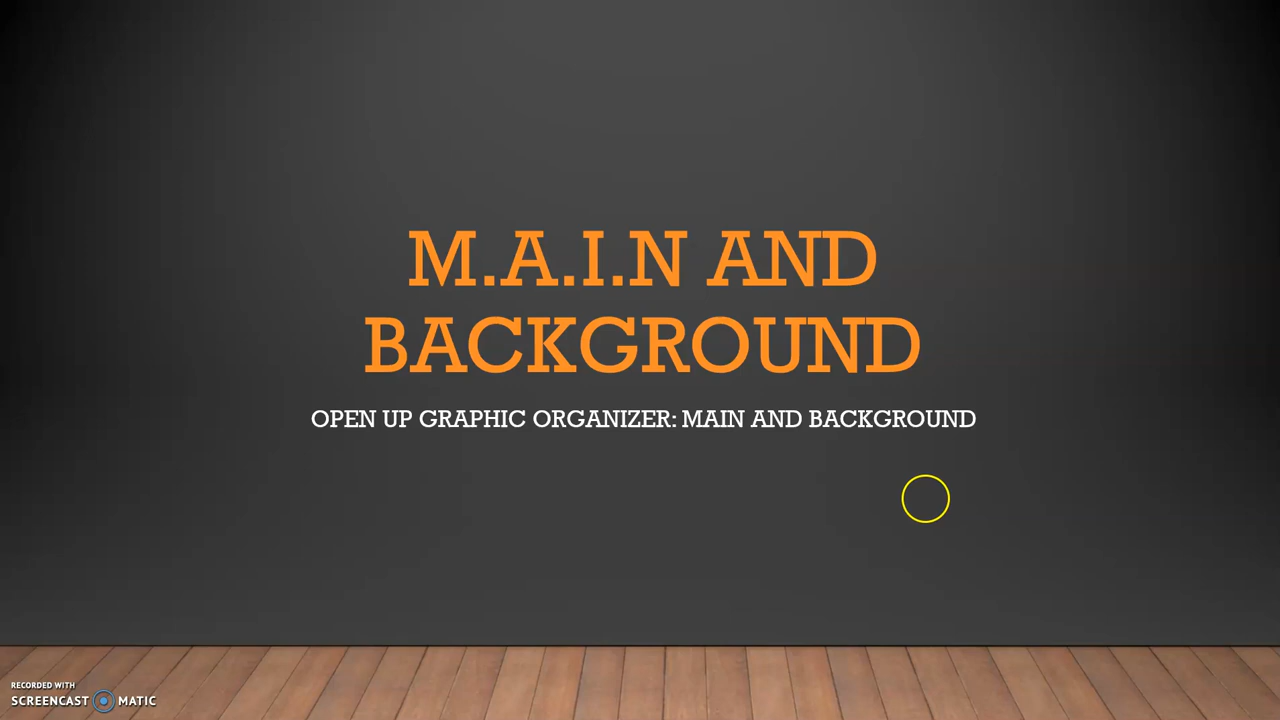 M.A.I.N AND
BACKGROUND
OPEN UP GRAPHIC ORGANIZER: MAIN AND BACKGROUND
RECORDED WITH
SCREENCAST MATIC